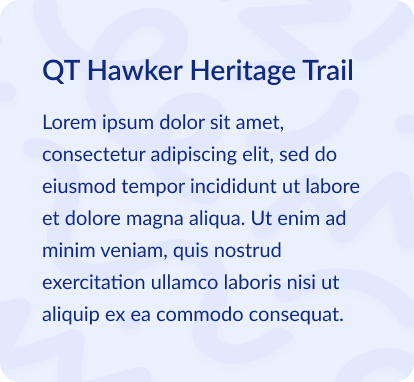 QT Hawker Heritage Trail
Lorem ipsum dolor sit amet,
consectetur adipiscing elit, sed do
eiusmod tempor incididunt ut labore
et dolore magna aliqua. Ut enim ad
minim veniam, quis nostrud
exercitation ullamco laboris nisi ut
aliquip ex ea commodo consequat.